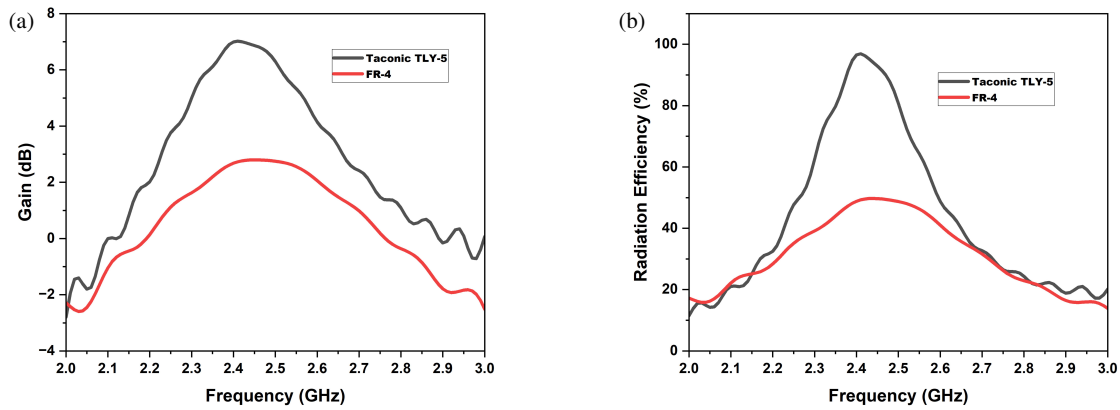 (a)
Gain (dB)
8
6
4
2
0
−2
−4
Taconic TLY-5
FR-4
2.0 2.1 2.2 2.3 2.4 2.5 2.6 2.7 2.8 2.9 3.0
Frequency (GHz)
(b)
Radiation Efficiency (%)
100
80
60
40
20
0
Taconic TLY-5
FR-4
2.0 2.1 2.2 2.3 2.4 2.5 2.6 2.7 2.8 2.9 3.0
Frequency (GHz)